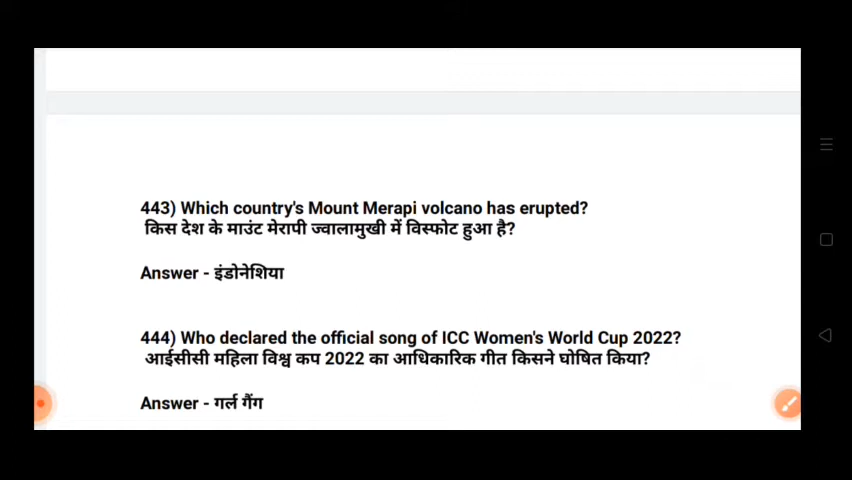 443) Which country's Mount Merapi volcano has erupted?
किस देश के माउंट मेरापी ज्वालामुखी में विस्फोट हुआ है?
Answer - इंडोनेशिया
444) Who declared the official song of ICC Women's World Cup 2022?
आईसीसी महिला विश्व कप 2022 का आधिकारिक गीत किसने घोषित किया?
Answer - गर्ल गैंग